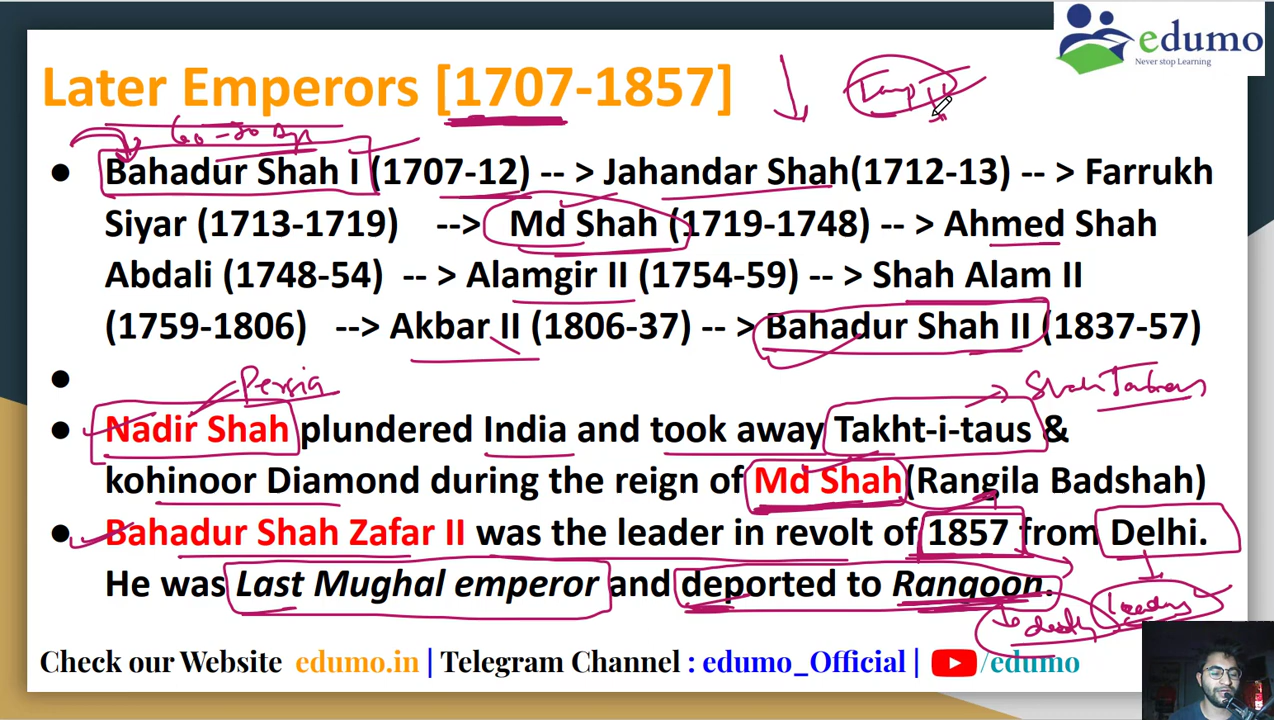 edumo
Never stop Learning
Later Emperors [1707-1857]
60-70
● Bahadur Shah I (1707-12) -- > Jahandar Shah(1712-13) -- > Farrukh
Siyar (1713-1719) --> Md Shah (1719-1748) -- > Ahmed Shah
Abdali (1748-54) -- > Alamgir II (1754-59) -- > Shah Alam II
(1759-1806) --> Akbar II (1806-37) -- > Bahadur Shah II (1837-57)
●
Persia
● Nadir Shah plundered India and took away Takht-i-taus &
kohinoor Diamond during the reign of Md Shah(Rangila Badshah)
● Bahadur Shah Zafar II was the leader in revolt of 1857 from Delhi.
He was Last Mughal emperor and deported to Rangoon.
Check our Website edumo.in | Telegram Channel : edumo_Official | /edumo